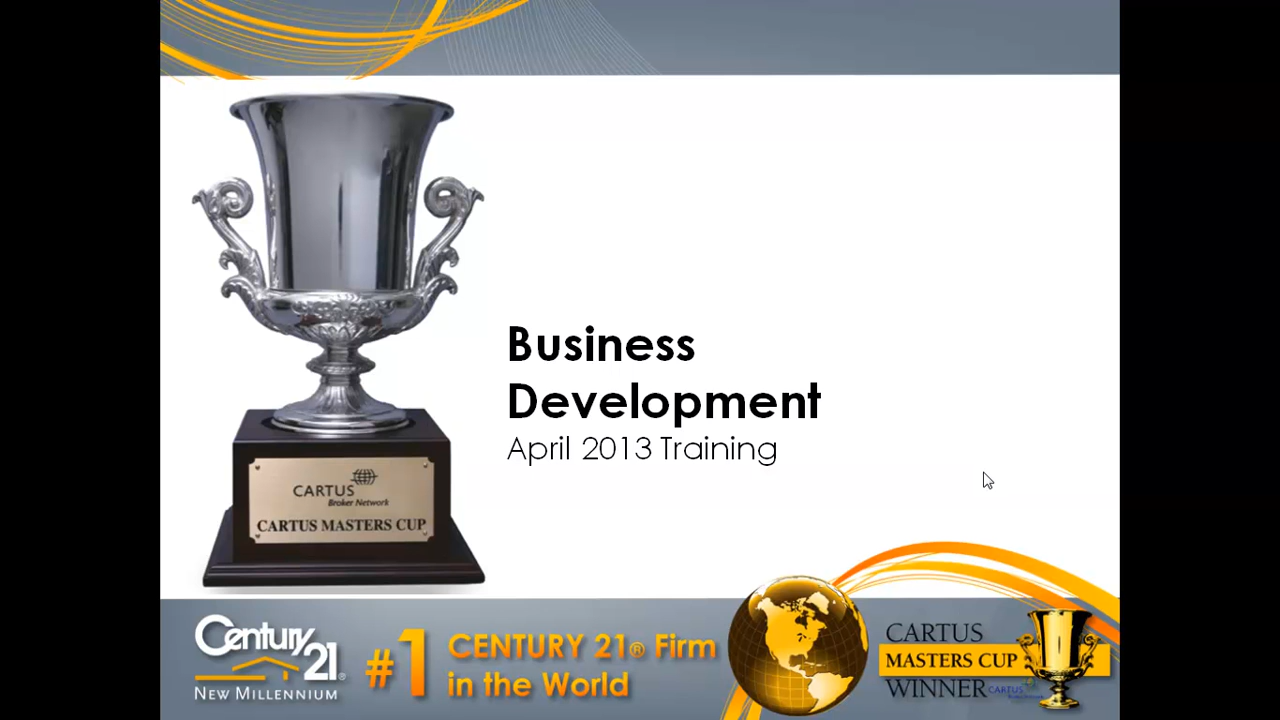 Business
Development
April 2013 Training
CARTUS
Broker Network
CARTUS MASTERS CUP
Century 21®
NEW MILLENNIUM
#1
CENTURY 21® Firm
in the World
CARTUS
MASTERS CUP
WINNER
CARTUS